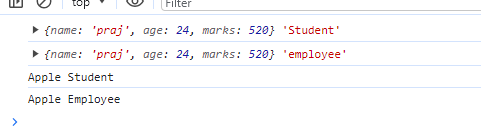 top
Filter
▶ {name: 'praj', age: 24, marks: 520} 'Student'
▶ {name: 'praj', age: 24, marks: 520} 'employee'
Apple Student
Apple Employee
>